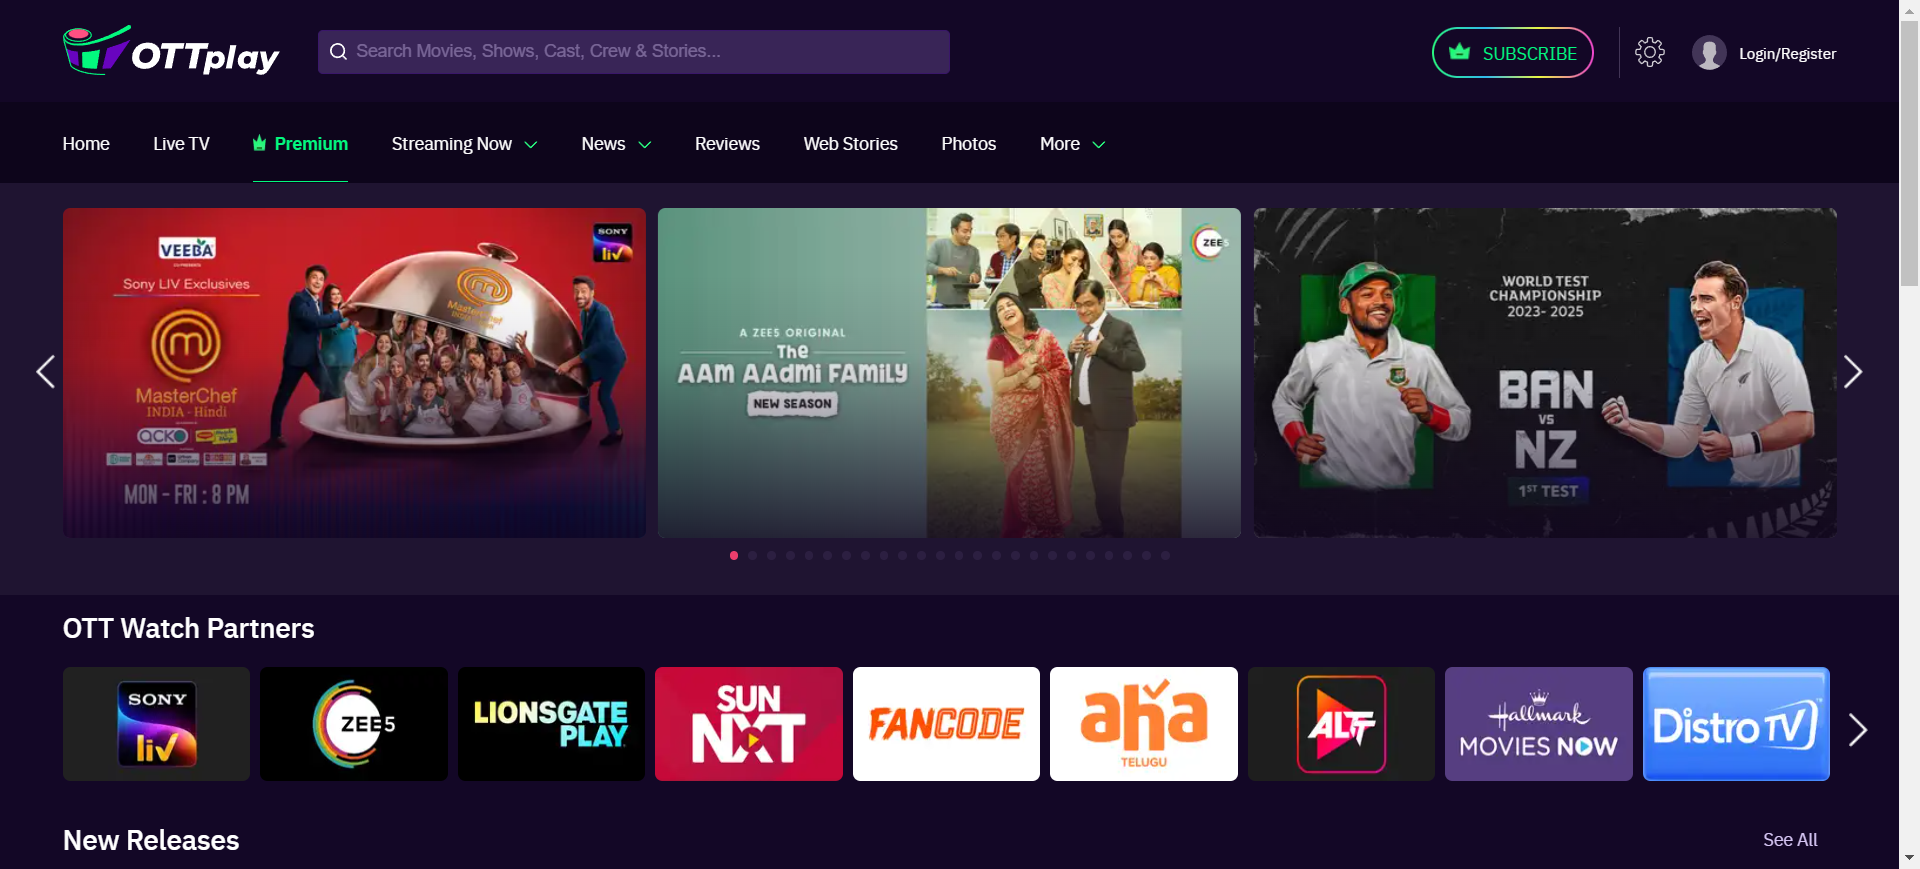 OTTplay
Search Movies, Shows, Cast, Crew & Stories...
SUBSCRIBE
Login/Register
Home
Live TV
Premium
Streaming Now
News
Reviews
Web Stories
Photos
More
VEEBA
Sony LIV Exclusives
MasterChef
INDIA - Hindi
acko
MON - FRI : 8 PM
MasterChef
SONY
liv
A ZEE5 ORIGINAL
The
AAM AAdmi FAMILY
NEW SEASON
ZEE5
WORLD TEST
CHAMPIONSHIP
2023- 2025
BAN
VS
NZ
1ST TEST
OTT Watch Partners
SONY
liv
ZEE5
LIONSGATE
PLAY
SUN
NXT
FANCODE
aha
TELUGU
ALTT
Hallmark
MOVIES NOW
Distro TV
New Releases
See All